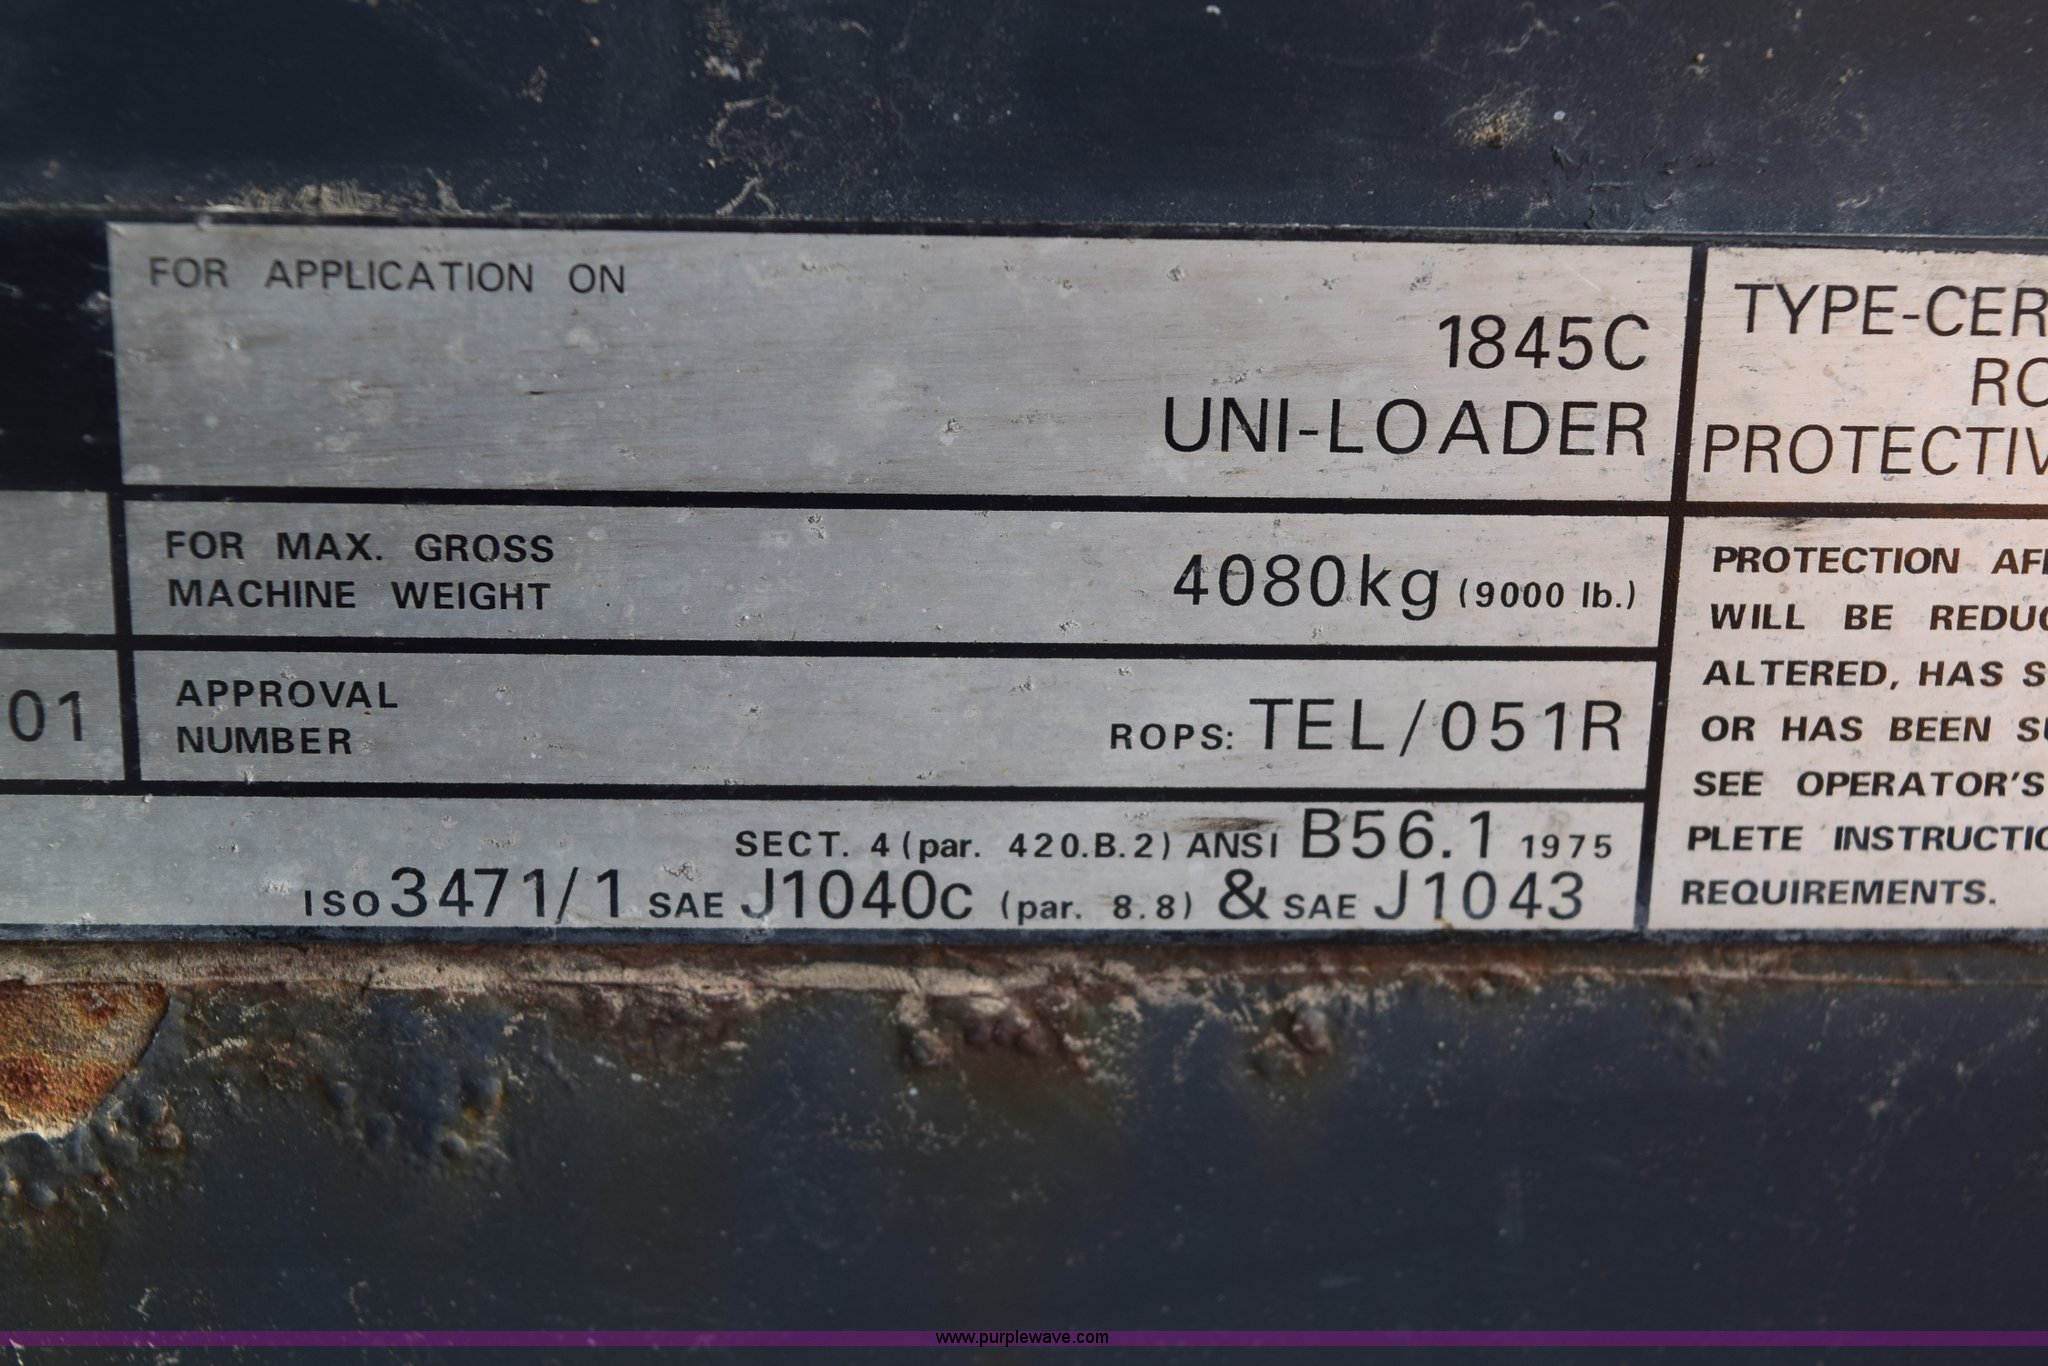 FOR APPLICATION ON
1845C
UNI-LOADER
FOR MAX. GROSS
MACHINE WEIGHT
4080kg (9000 lb.)
01
APPROVAL
NUMBER
ROPS: TEL/051R
SECT. 4 (par. 420.B.2) ANSI B56.1 1975
ISO 3471/1 SAE J1040c (par. 8.8) & SAE J1043
TYPE-CER
RO
PROTECTIV
PROTECTION AF
WILL BE REDUC
ALTERED, HAS S
OR HAS BEEN SU
SEE OPERATOR'S
PLETE INSTRUCTIO
REQUIREMENTS.
www.purplewave.com